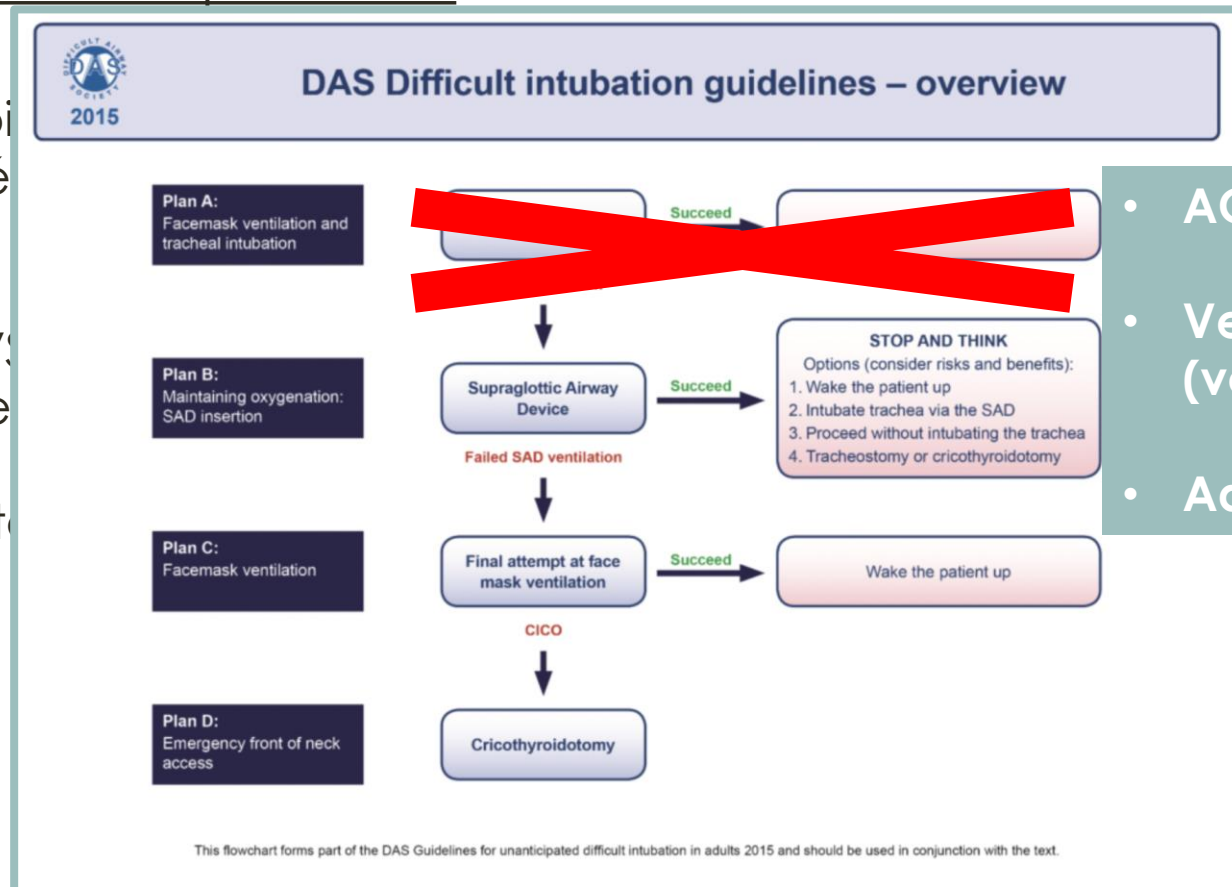 DIFFICULT AIRWAY SOCIETY
DAS
2015
DAS Difficult intubation guidelines – overview
Plan A:
Facemask ventilation and
tracheal intubation
Succeed
Plan B:
Maintaining oxygenation:
SAD insertion
Supraglottic Airway
Device
Succeed
STOP AND THINK
Options (consider risks and benefits):
1. Wake the patient up
2. Intubate trachea via the SAD
3. Proceed without intubating the trachea
4. Tracheostomy or cricothyroidotomy
Failed SAD ventilation
Plan C:
Facemask ventilation
Final attempt at face
mask ventilation
Succeed
Wake the patient up
CICO
Plan D:
Emergency front of neck
access
Cricothyroidotomy
This flowchart forms part of the DAS Guidelines for unanticipated difficult intubation in adults 2015 and should be used in conjunction with the text.